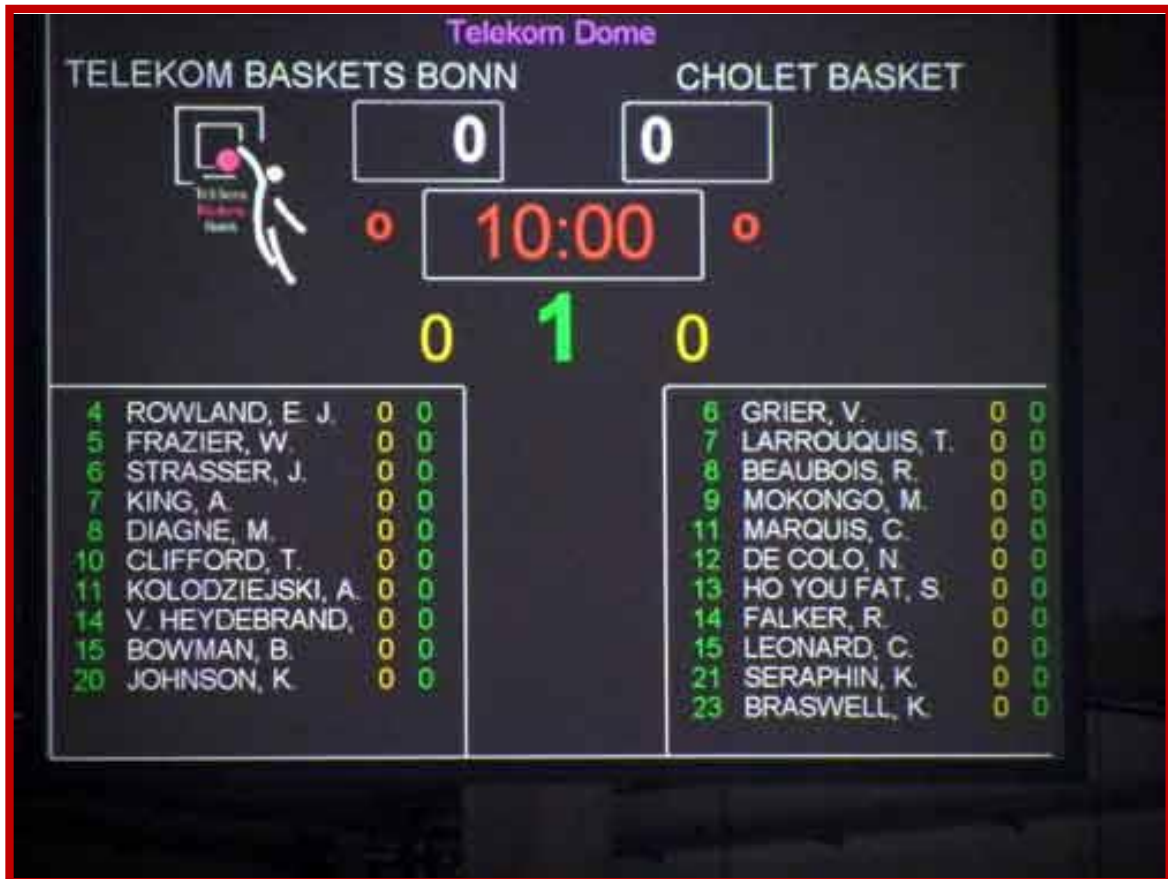 Telekom Dome
TELEKOM BASKETS BONN CHOLET BASKET
0 0
Telekom
Baskets
Bonn
o 10:00 o
0 1 0
4 ROWLAND, E. J. 0 0
5 FRAZIER, W. 0 0
6 STRASSER, J. 0 0
7 KING, A. 0 0
8 DIAGNE, M. 0 0
10 CLIFFORD, T. 0 0
11 KOLODZIEJSKI, A. 0 0
14 V. HEYDEBRAND, 0 0
15 BOWMAN, B. 0 0
20 JOHNSON, K. 0 0
6 GRIER, V. 0 0
7 LARROUQUIS, T. 0 0
8 BEAUBOIS, R. 0 0
9 MOKONGO, M. 0 0
11 MARQUIS, C. 0 0
12 DE COLO, N. 0 0
13 HO YOU FAT, S. 0 0
14 FALKER, R. 0 0
15 LEONARD, C. 0 0
21 SERAPHIN, K. 0 0
23 BRASWELL, K. 0 0